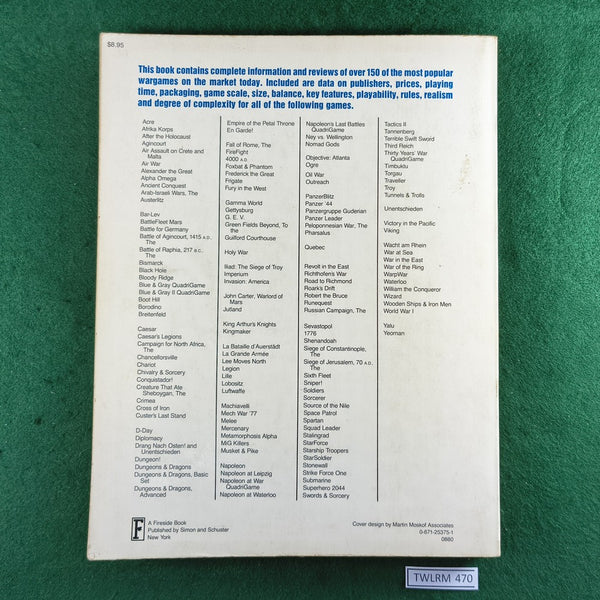 $8.95
This book contains complete information and reviews of over 150 of the most popular
wargames on the market today. Included are data on publishers, prices, playing
time, packaging, game scale, size, balance, key features, playability, rules, realism
and degree of complexity for all of the following games.
Acre
Afrika Korps
After the Holocaust
Agincourt
Air Assault on Crete and
Malta
Air War
Alexander the Great
Alpha Omega
Ancient Conquest
Arab-Israeli Wars, The
Austerlitz
Bar-Lev
BattleFleet Mars
Battle for Germany
Battle of Agincourt, 1415 A.D.,
The
Battle of Raphia, 217 B.C.,
The
Bismarck
Black Hole
Bloody Ridge
Blue & Gray QuadriGame
Blue & Gray II QuadriGame
Boot Hill
Borodino
Breitenfeld
Caesar
Caesar's Legions
Campaign for North Africa,
The
Chancellorsville
Chariot
Chivalry & Sorcery
Conquistador!
Creature That Ate
Sheboygan, The
Crimea
Cross of Iron
Custer's Last Stand
D-Day
Diplomacy
Drang Nach Osten! and
Unentschieden
Dungeon!
Dungeons & Dragons
Dungeons & Dragons, Basic
Set
Dungeons & Dragons,
Advanced
Empire of the Petal Throne
En Garde!
Fall of Rome, The
FireFight
4000 A.D.
Foxbat & Phantom
Frederick the Great
Frigate
Fury in the West
Gamma World
Gettysburg
G. E. V.
Green Fields Beyond, The
Guilford Courthouse
Holy War
Iliad: The Siege of Troy
Imperium
Invasion: America
John Carter, Warlord of
Mars
Jutland
King Arthur's Knights
Kingmaker
La Bataille d'Auerstädt
La Grande Armée
Lee Moves North
Legion
Lille
Lobositz
Luftwaffe
Machiavelli
Mech War '77
Melee
Mercenary
Metamorphosis Alpha
MiG Killers
Musket & Pike
Napoleon
Napoleon at Leipzig
Napoleon at War
QuadriGame
Napoleon at Waterloo
Napoleon's Last Battles
QuadriGame
Ney vs. Wellington
Nomad Gods
Objective: Atlanta
Ogre
Oil War
Outreach
PanzerBlitz
Panzer '44
Panzergruppe Guderian
Panzer Leader
Peloponnesian War, The
Pharsalus
Quebec
Revolt in the East
Richthofen's War
Road to Richmond
Roark's Drift
Robert the Bruce
Runequest
Russian Campaign, The
Sevastopol
1776
Shenandoah
Siege of Constantinople,
The
Siege of Jerusalem, 70 A.D.
The
Sixth Fleet
Sniper!
Soldiers
Sorcerer
Source of the Nile
Space Patrol
Spartan
Squad Leader
Stalingrad
StarForce
Starship Troopers
StarSoldier
Stonewall
Strike Force One
Submarine
Superhero 2044
Swords & Sorcery
Tactics II
Tannenberg
Terrible Swift Sword
Third Reich
Thirty Years' War
QuadriGame
Timbuktu
Torgau
Traveller
Troy
Tunnels & Trolls
Unentschieden
Victory in the Pacific
Viking
Wacht am Rhein
War at Sea
War in the East
War of the Ring
WarpWar
Waterloo
William the Conqueror
Wizard
Wooden Ships & Iron Men
World War I
Yalu
Yeoman
F
A Fireside Book
Published by Simon and Schuster
New York
Cover design by Martin Moskof Associates
0-671-25375-1
0880
TWLRM 470